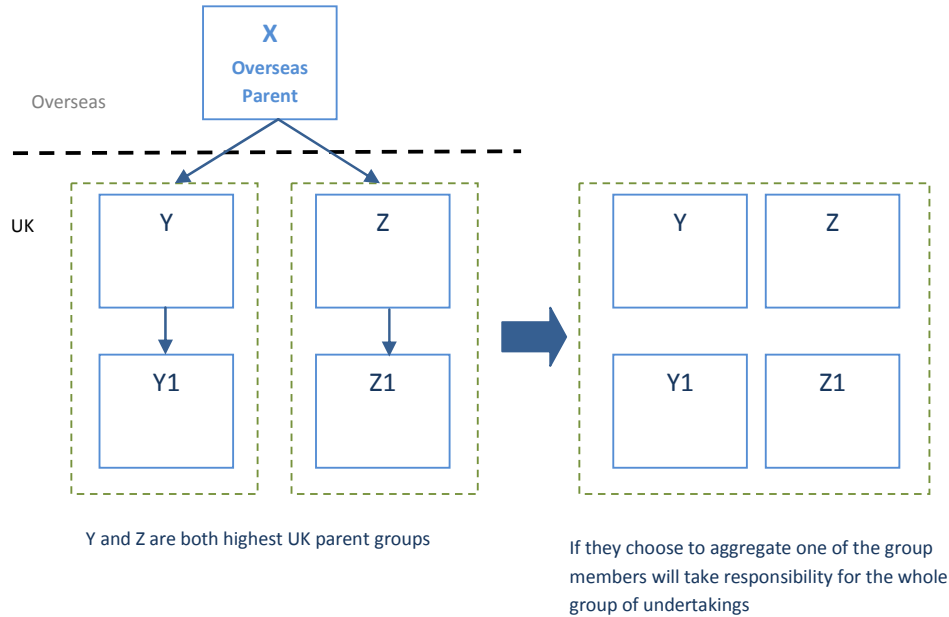 X
Overseas
Parent
Overseas
UK
Y
Z
Y
Z
Y1
Z1
Y1
Z1
Y and Z are both highest UK parent groups
If they choose to aggregate one of the group
members will take responsibility for the whole
group of undertakings